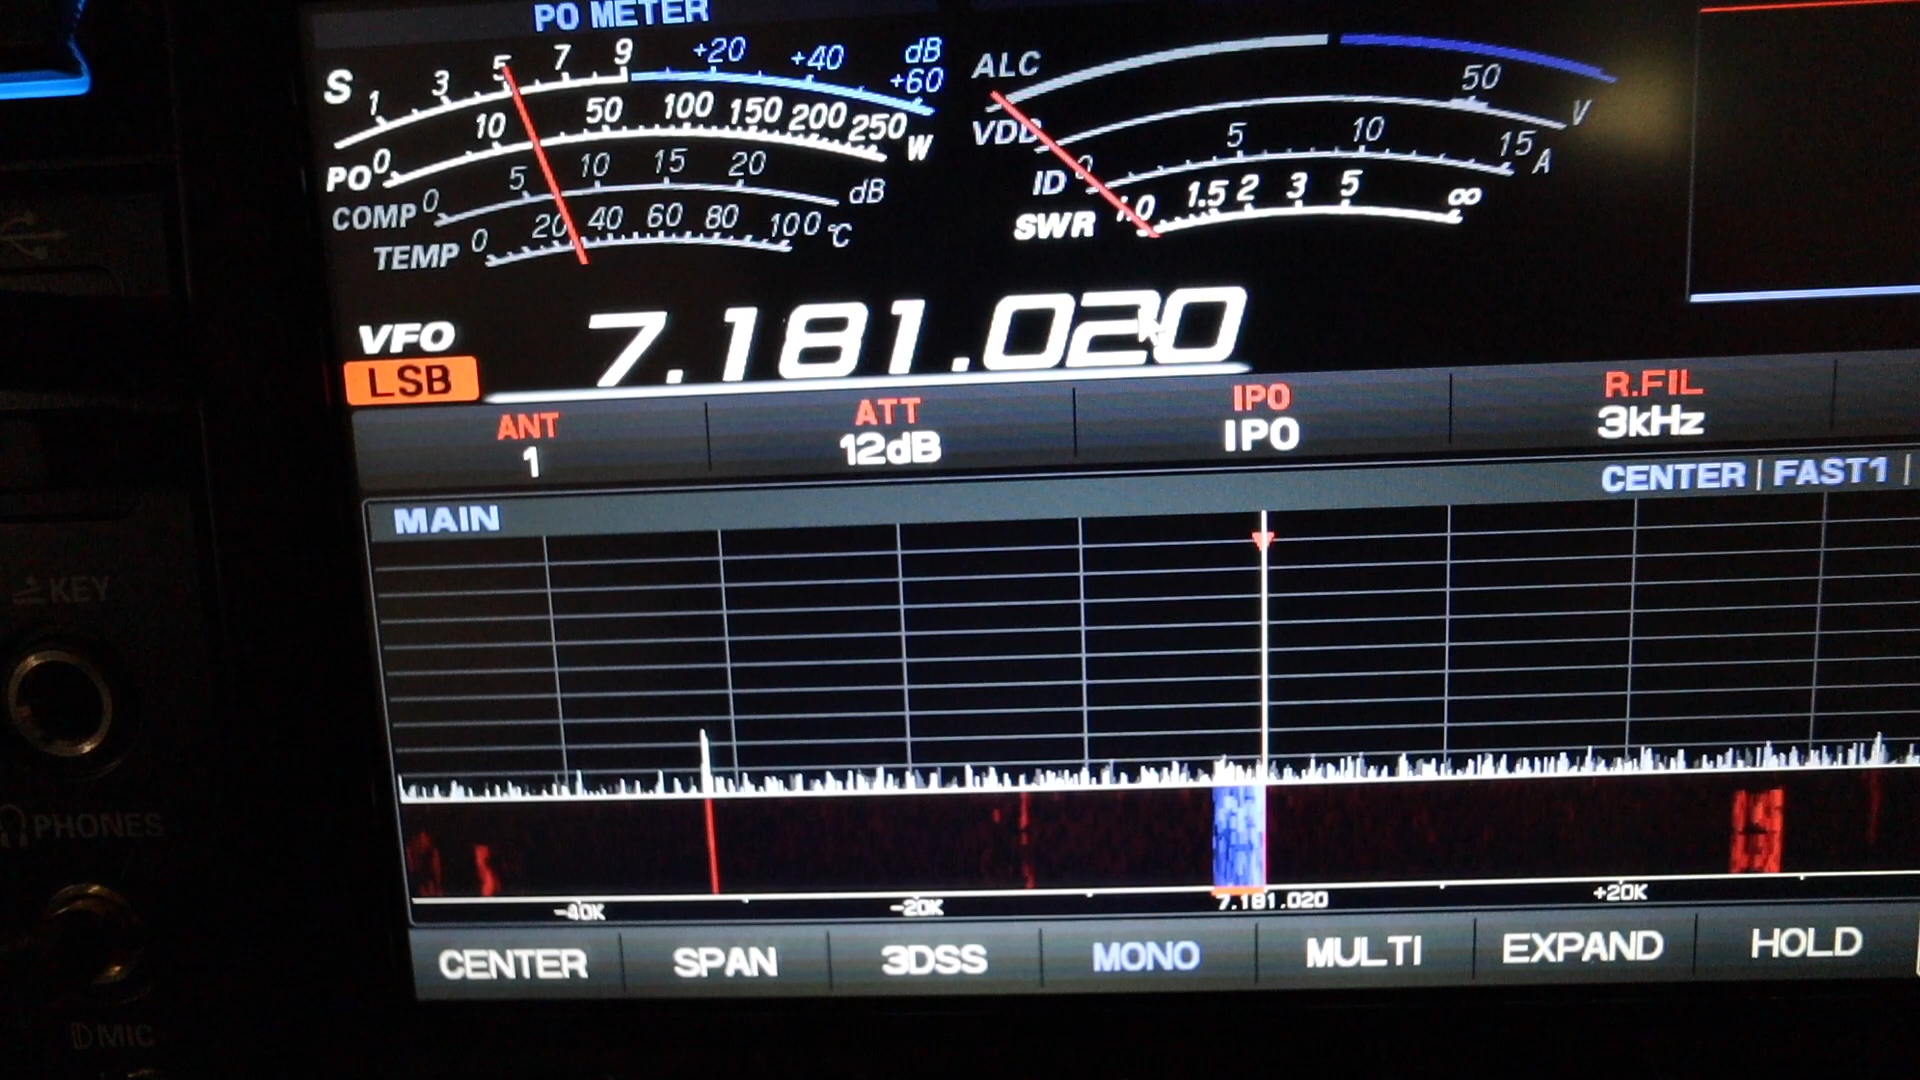 PO METER
S 1 3 5 7 9 +20 +40 dB +60
PO 0 10 50 100 150 200 250 W
COMP 0 5 10 15 20 dB
TEMP 0 20 40 60 80 100 °C
ALC
VDD 50 V
ID 0 5 10 15 A
SWR 1.0 1.5 2 3 5 ∞
VFO
LSB
7.181.020
ANT ATT IPO R.FIL
1 12dB IPO 3kHz
CENTER | FAST1 |
MAIN
-40K -20K 7.181.020 +20K
CENTER SPAN 3DSS MONO MULTI EXPAND HOLD
KEY
PHONES
MIC